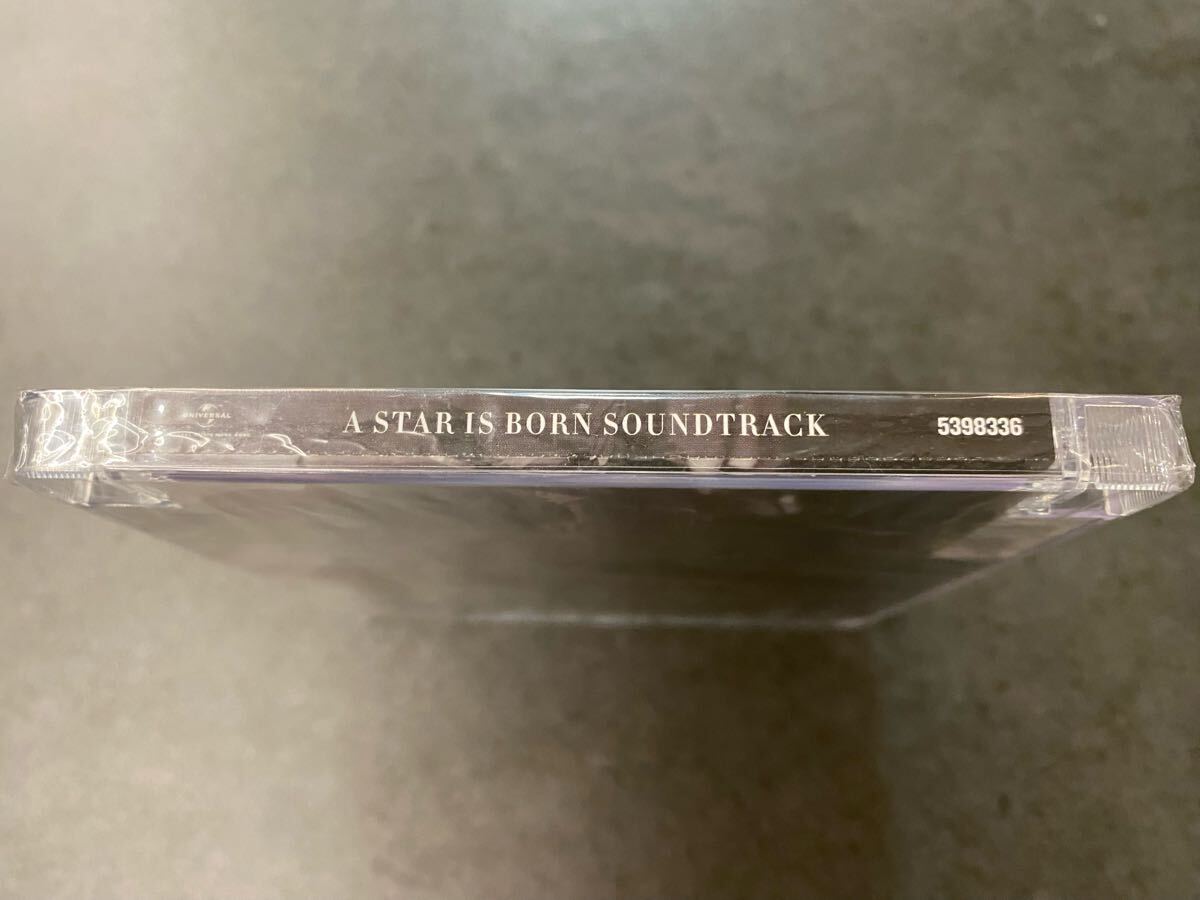 UNIVERSAL
A STAR IS BORN SOUNDTRACK
5398336